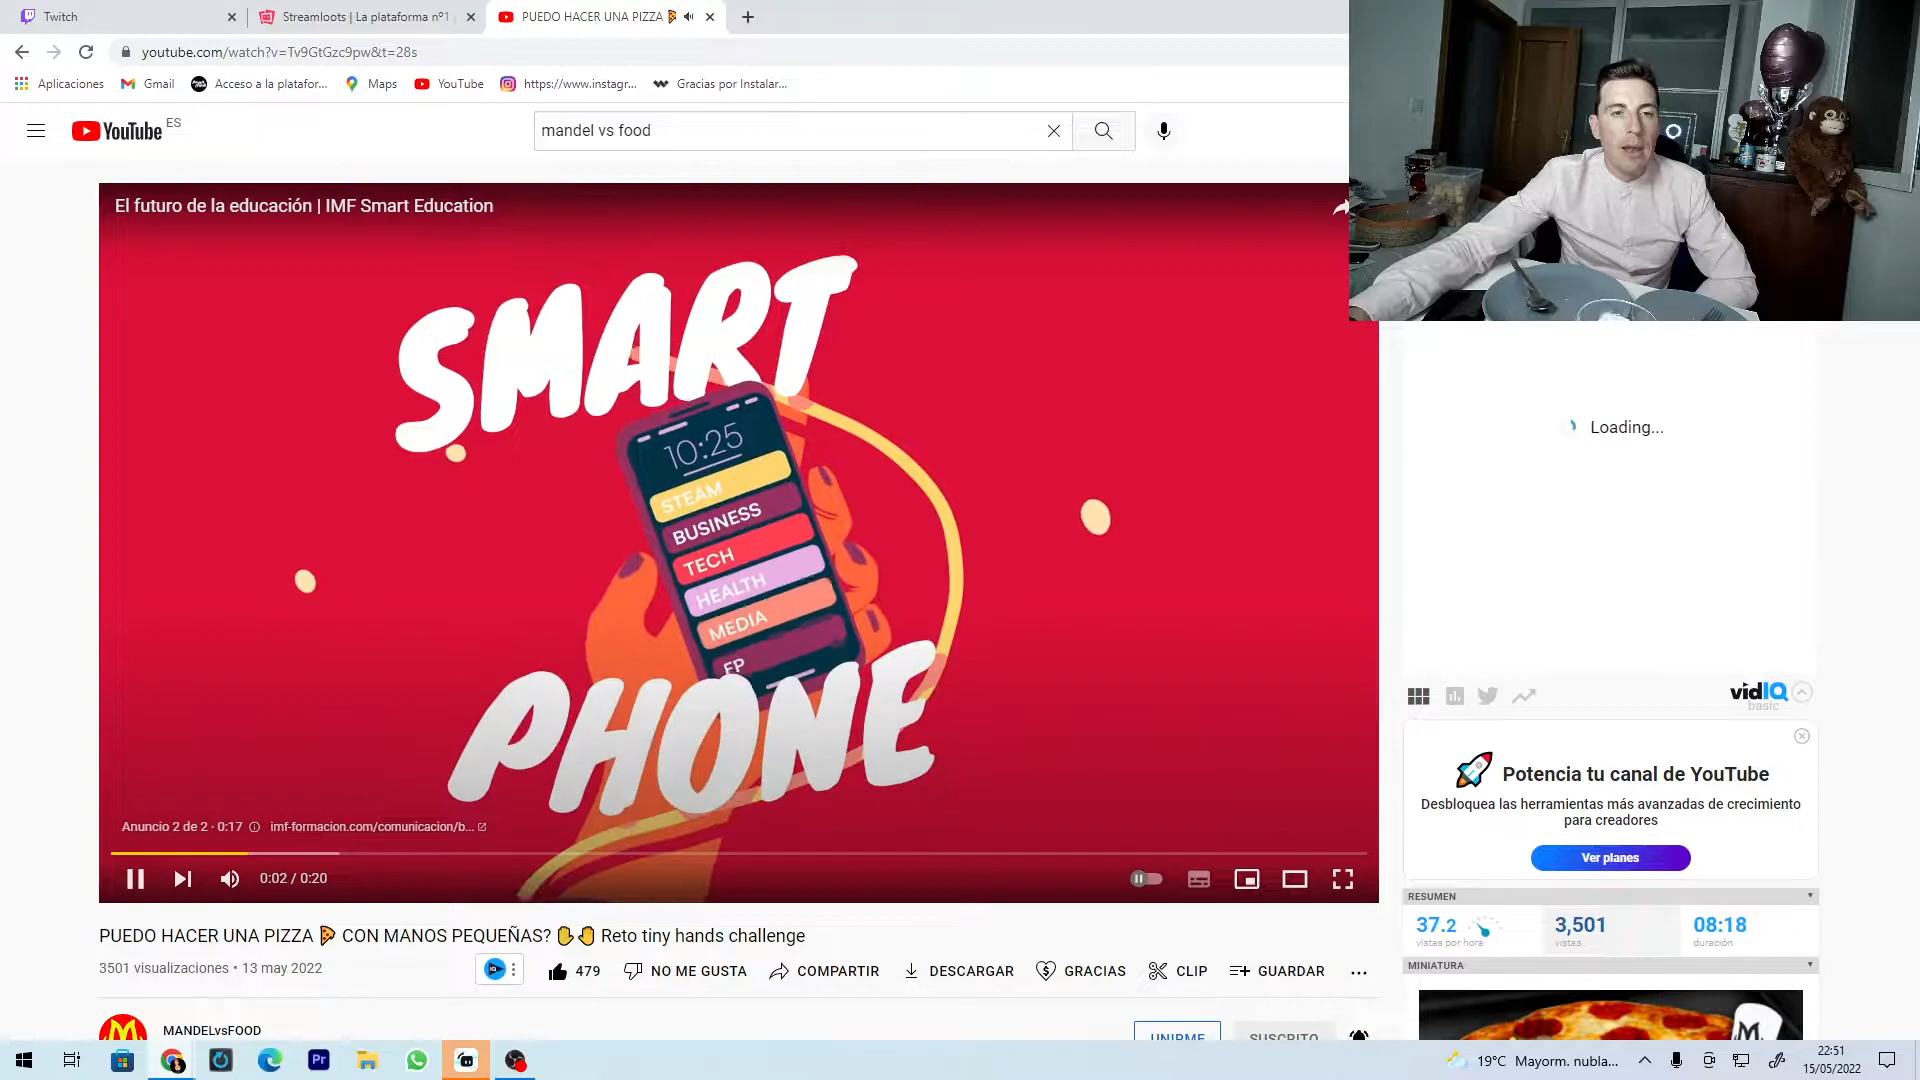 Twitch
Streamloots | La plataforma nº1
PUEDO HACER UNA PIZZA
youtube.com/watch?v=Tv9GtGzc9pw&t=28s
Aplicaciones
Gmail
Acceso a la platafor...
Maps
YouTube
https://www.instagr...
Gracias por Instalar...
YouTube ES
mandel vs food
El futuro de la educación | IMF Smart Education
SMART
10:25
STEAM
BUSINESS
TECH
HEALTH
MEDIA
FP
PHONE
Anuncio 2 de 2 · 0:17
imf-formacion.com/comunicacion/b...
0:02 / 0:20
Loading...
vidIQ
basic
Potencia tu canal de YouTube
Desbloquea las herramientas más avanzadas de crecimiento
para creadores
Ver planes
RESUMEN
37.2
vistas por hora
3,501
vistas
08:18
duración
MINIATURA
PUEDO HACER UNA PIZZA 🍕 CON MANOS PEQUEÑAS? ✋🤚 Reto tiny hands challenge
3501 visualizaciones • 13 may 2022
479
NO ME GUSTA
COMPARTIR
DESCARGAR
GRACIAS
CLIP
GUARDAR
MANDELvsFOOD
UNIRME
SUSCRITO
Pr
19°C Mayorm. nubla...
22:51
15/05/2022